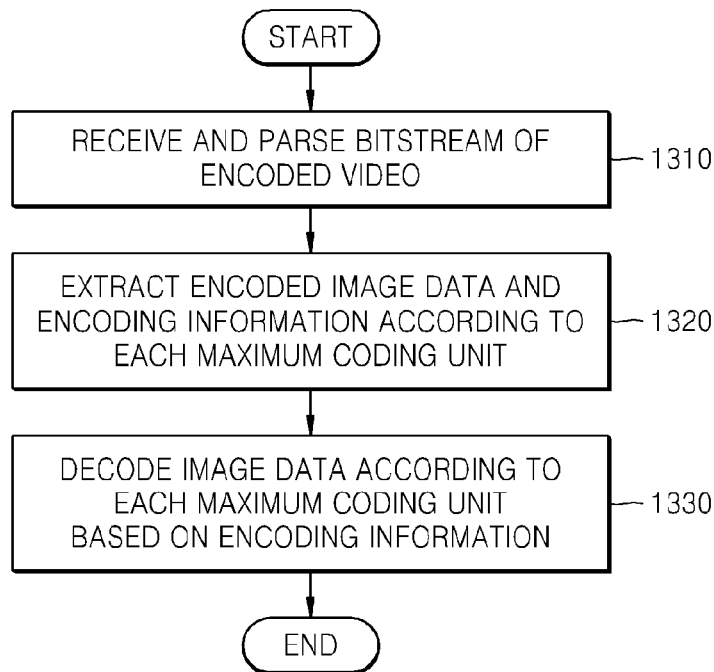 START
RECEIVE AND PARSE BITSTREAM OF
ENCODED VIDEO
1310
EXTRACT ENCODED IMAGE DATA AND
ENCODING INFORMATION ACCORDING TO
EACH MAXIMUM CODING UNIT
1320
DECODE IMAGE DATA ACCORDING TO
EACH MAXIMUM CODING UNIT
BASED ON ENCODING INFORMATION
1330
END